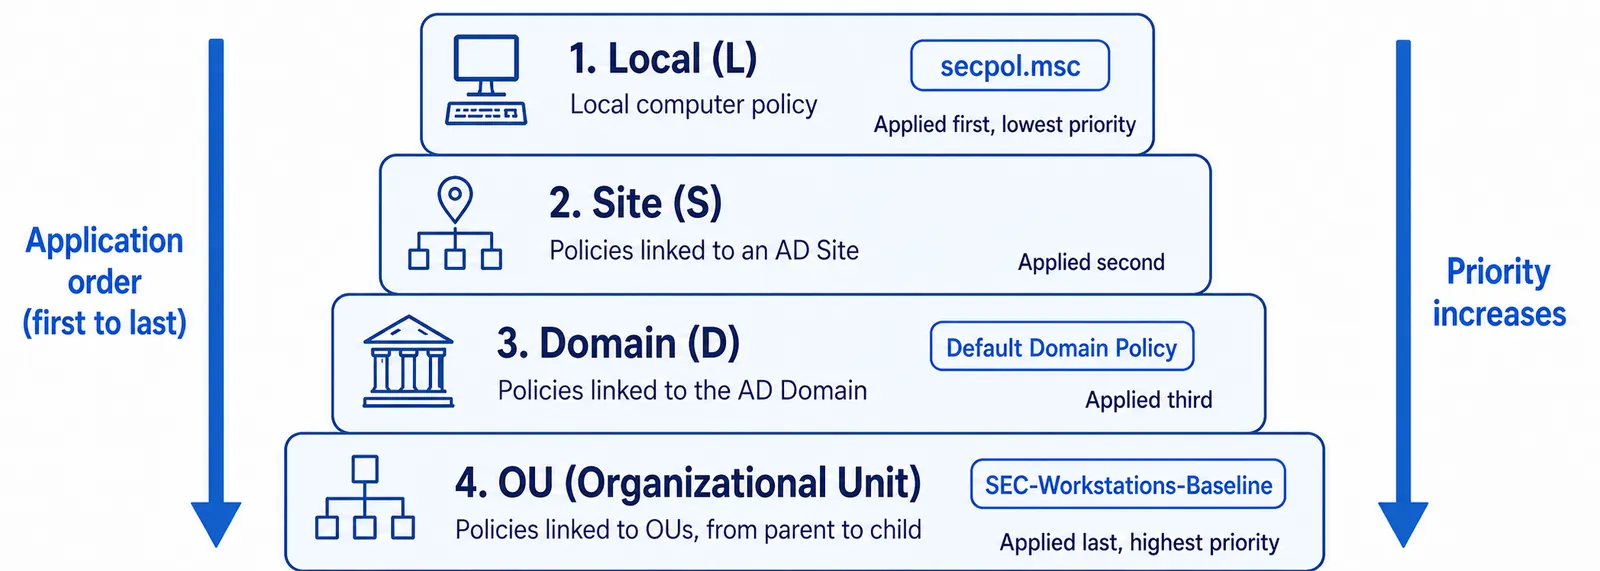 1. Local (L)
Local computer policy
secpol.msc
Applied first, lowest priority
2. Site (S)
Policies linked to an AD Site
Applied second
Application
order
(first to last)
Priority
increases
3. Domain (D)
Policies linked to the AD Domain
Default Domain Policy
Applied third
4. OU (Organizational Unit)
Policies linked to OUs, from parent to child
SEC-Workstations-Baseline
Applied last, highest priority